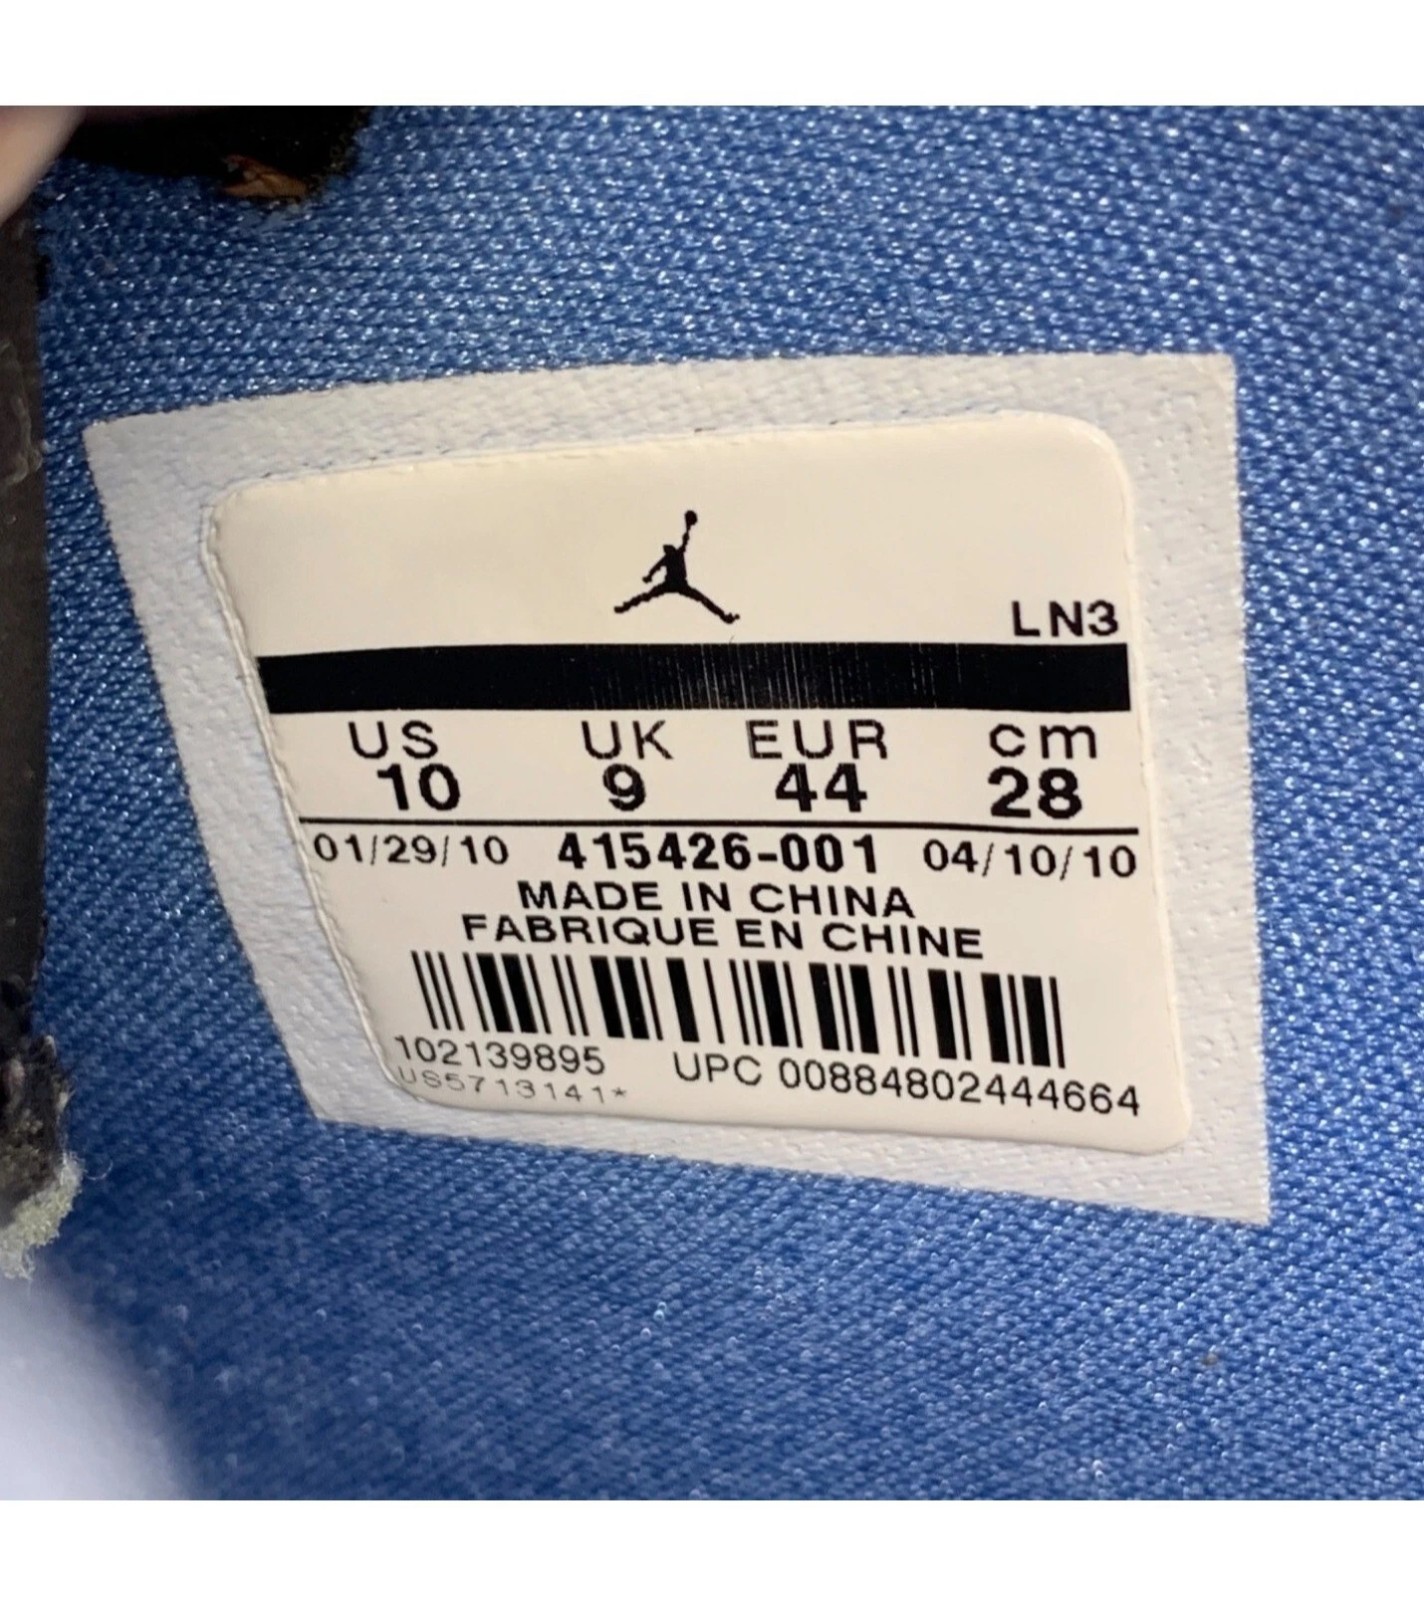 LN3
US UK EUR cm
10 9 44 28
01/29/10 415426-001 04/10/10
MADE IN CHINA
FABRIQUE EN CHINE
102139895 UPC 00884802444664
US5713141*